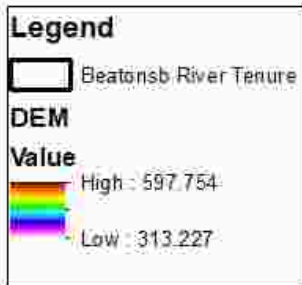 Legend
Beatonsb River Tenure
DEM
Value
High : 597.754
Low : 313.227